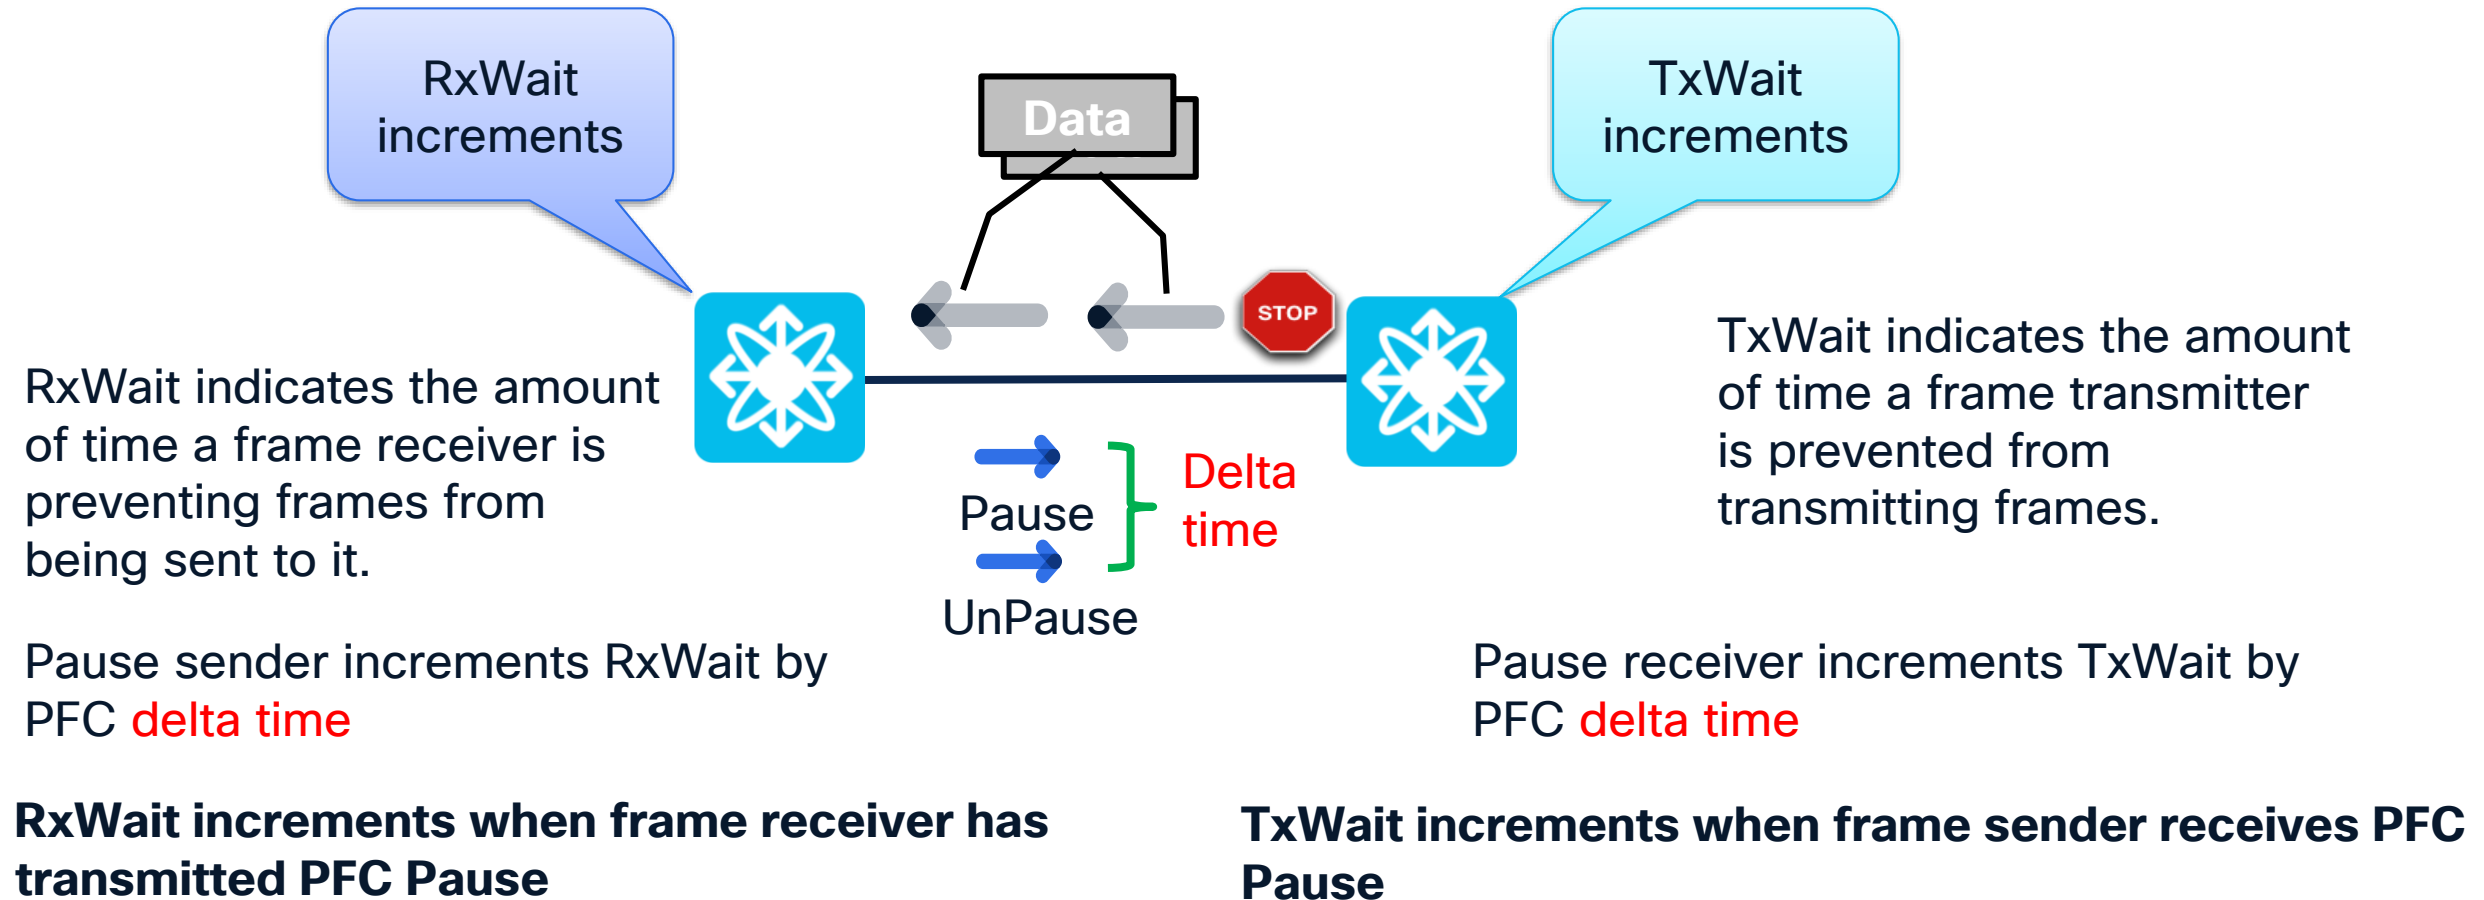 RxWait
increments
Data
TxWait
increments
STOP
RxWait indicates the amount
of time a frame receiver is
preventing frames from
being sent to it.
TxWait indicates the amount
of time a frame transmitter
is prevented from
transmitting frames.
Pause
UnPause
Delta
time
Pause sender increments RxWait by
PFC delta time
Pause receiver increments TxWait by
PFC delta time
RxWait increments when frame receiver has
transmitted PFC Pause
TxWait increments when frame sender receives PFC
Pause